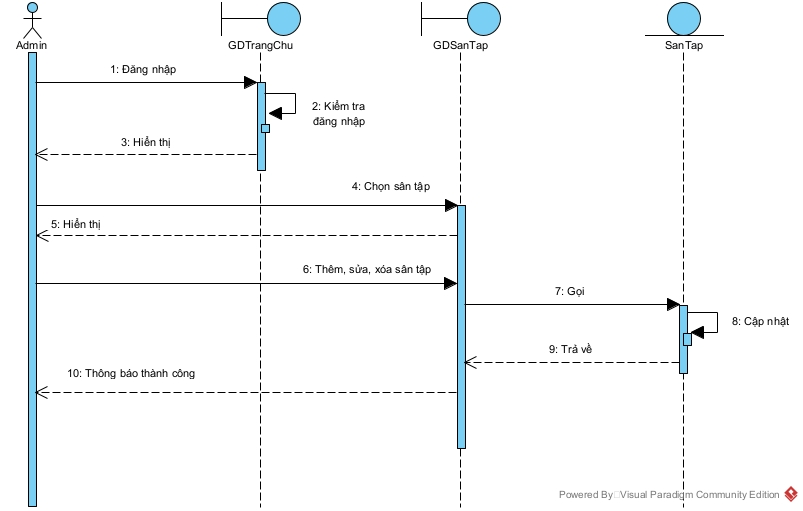 Admin
GDTrangChu
GDSanTap
SanTap
1: Đăng nhập
2: Kiểm tra
đăng nhập
3: Hiển thị
4: Chọn sân tập
5: Hiển thị
6: Thêm, sửa, xóa sân tập
7: Gọi
8: Cập nhật
9: Trả về
10: Thông báo thành công
Powered By Visual Paradigm Community Edition